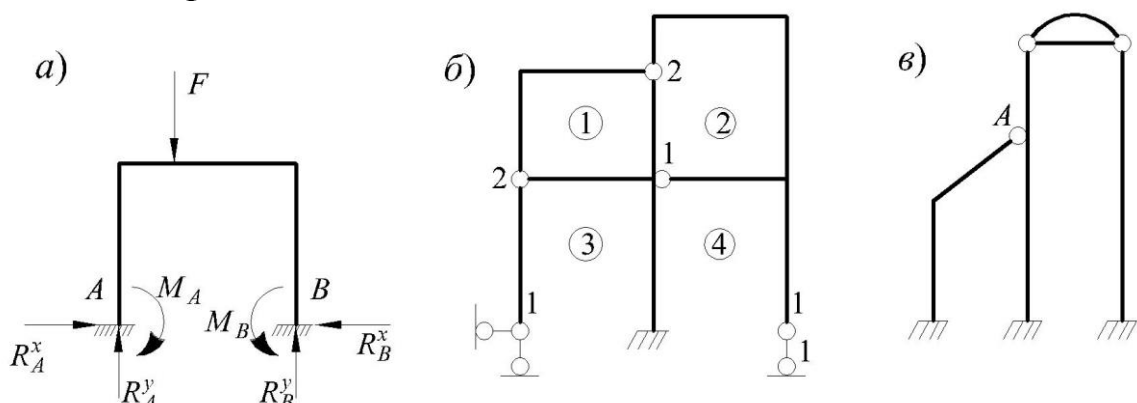 а)
F
A
M_A
B
M_B
R_A^x
R_B^x
R_A^y
R_B^y
б)
2
1
2
2
1
3
4
1
1
1
в)
A